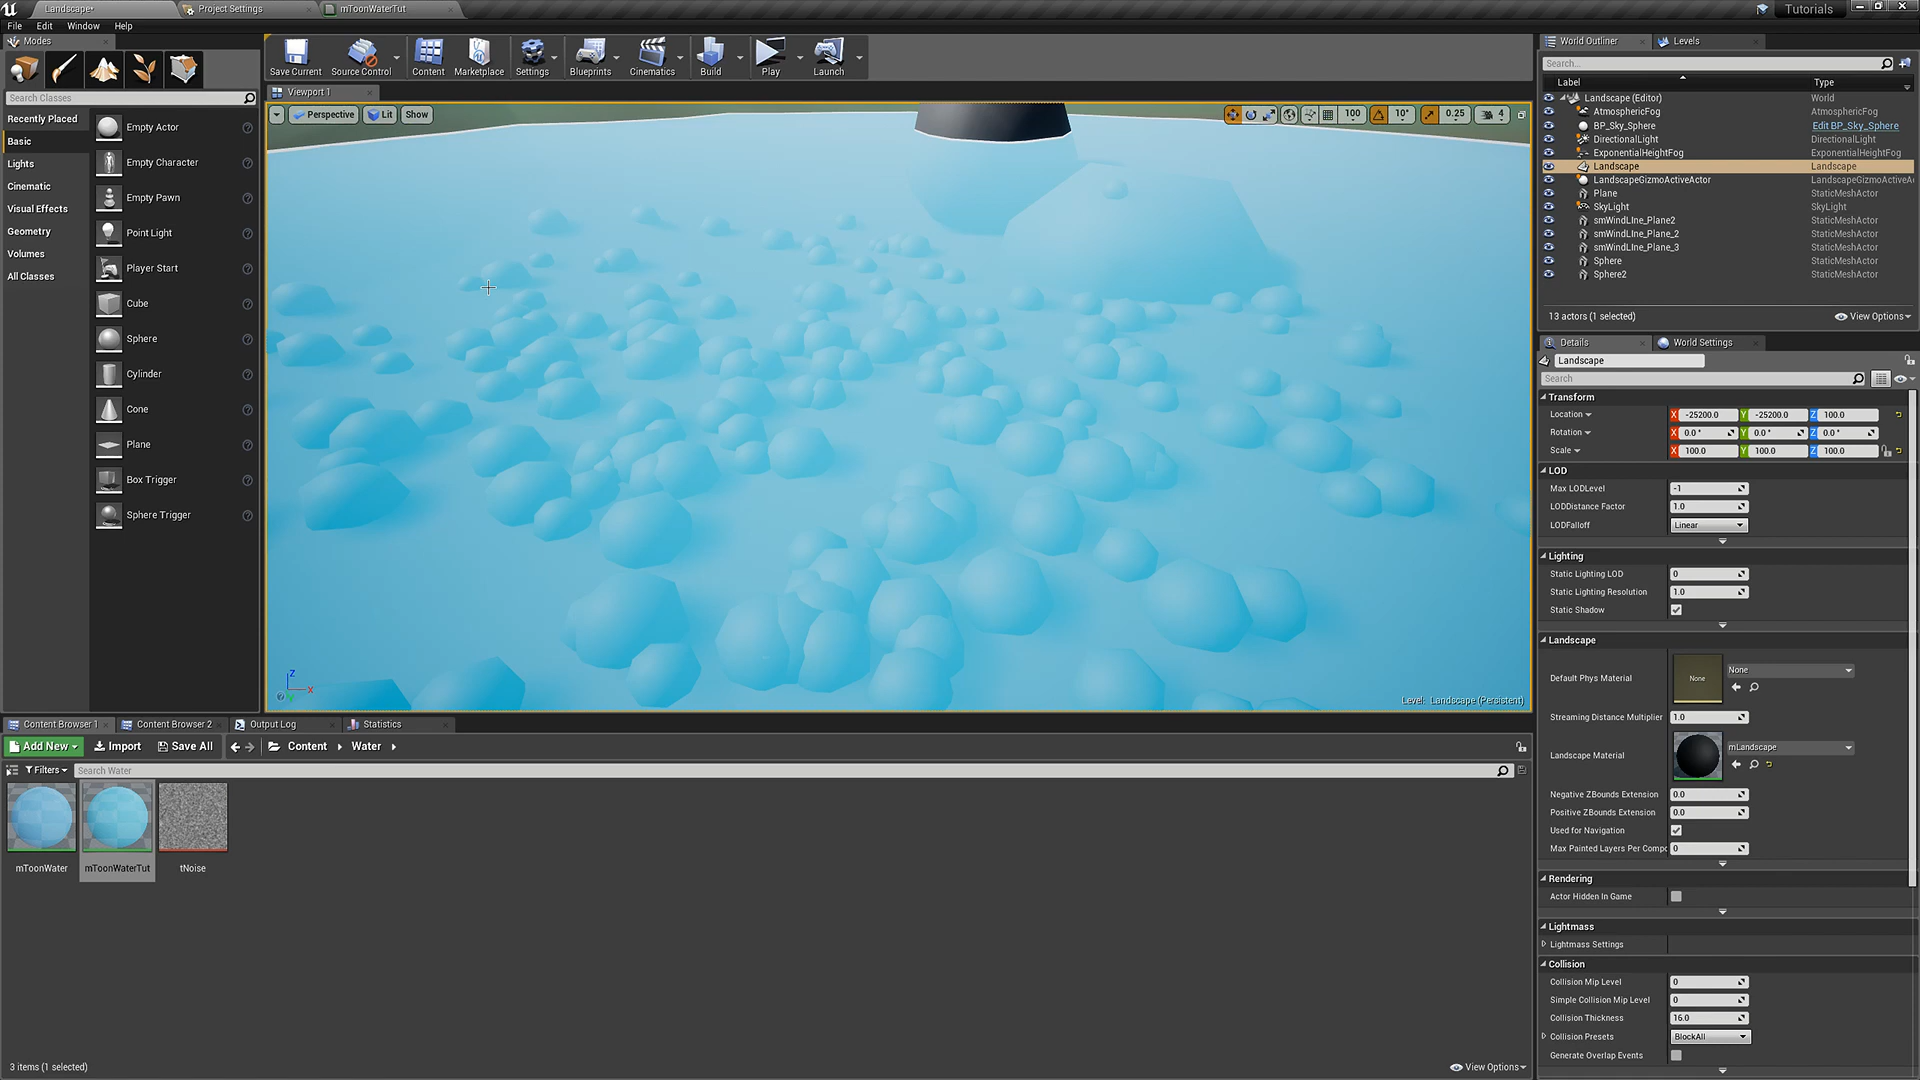 Landscape*
Project Settings
mToonWaterTut
Tutorials
File
Edit
Window
Help
Modes
Search Classes
Recently Placed
Basic
Lights
Cinematic
Visual Effects
Geometry
Volumes
All Classes
Empty Actor
Empty Character
Empty Pawn
Point Light
Player Start
Cube
Sphere
Cylinder
Cone
Plane
Box Trigger
Sphere Trigger
Save Current
Source Control
Content
Marketplace
Settings
Blueprints
Cinematics
Build
Play
Launch
Viewport 1
Perspective
Lit
Show
100
10°
0.25
4
Level: Landscape (Persistent)
World Outliner
Levels
Search...
Label
Type
Landscape (Editor) World
AtmosphericFog AtmosphericFog
BP_Sky_Sphere Edit BP_Sky_Sphere
DirectionalLight DirectionalLight
ExponentialHeightFog ExponentialHeightFog
Landscape Landscape
LandscapeGizmoActiveActor LandscapeGizmoActiveA
Plane StaticMeshActor
SkyLight SkyLight
smWindLIne_Plane2 StaticMeshActor
smWindLIne_Plane_2 StaticMeshActor
smWindLIne_Plane_3 StaticMeshActor
Sphere StaticMeshActor
Sphere2 StaticMeshActor
13 actors (1 selected)
View Options
Details
World Settings
Landscape
Search
Transform
Location X -25200.0 Y -25200.0 Z 100.0
Rotation X 0.0 ° Y 0.0 ° Z 0.0 °
Scale X 100.0 Y 100.0 Z 100.0
LOD
Max LODLevel -1
LODDistance Factor 1.0
LODFalloff Linear
Lighting
Static Lighting LOD 0
Static Lighting Resolution 1.0
Static Shadow
Landscape
Default Phys Material None None
Streaming Distance Multiplier 1.0
Landscape Material mLandscape
Negative ZBounds Extension 0.0
Positive ZBounds Extension 0.0
Used for Navigation
Max Painted Layers Per Compo 0
Rendering
Actor Hidden In Game
Lightmass
Lightmass Settings
Collision
Collision Mip Level 0
Simple Collision Mip Level 0
Collision Thickness 16.0
Collision Presets BlockAll
Generate Overlap Events
Content Browser 1
Content Browser 2
Output Log
Statistics
Add New
Import
Save All
Content
Water
Filters
Search Water
mToonWater
mToonWaterTut
tNoise
3 items (1 selected)
View Options
Z
X